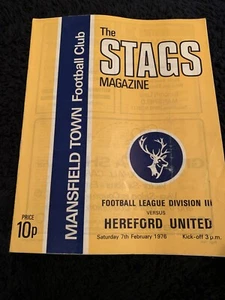 MANSFIELD TOWN Football Club
The
STAGS
MAGAZINE
FOOTBALL LEAGUE DIVISION III
VERSUS
HEREFORD UNITED
Saturday 7th February 1976 Kick-off 3 p.m.
PRICE
10p